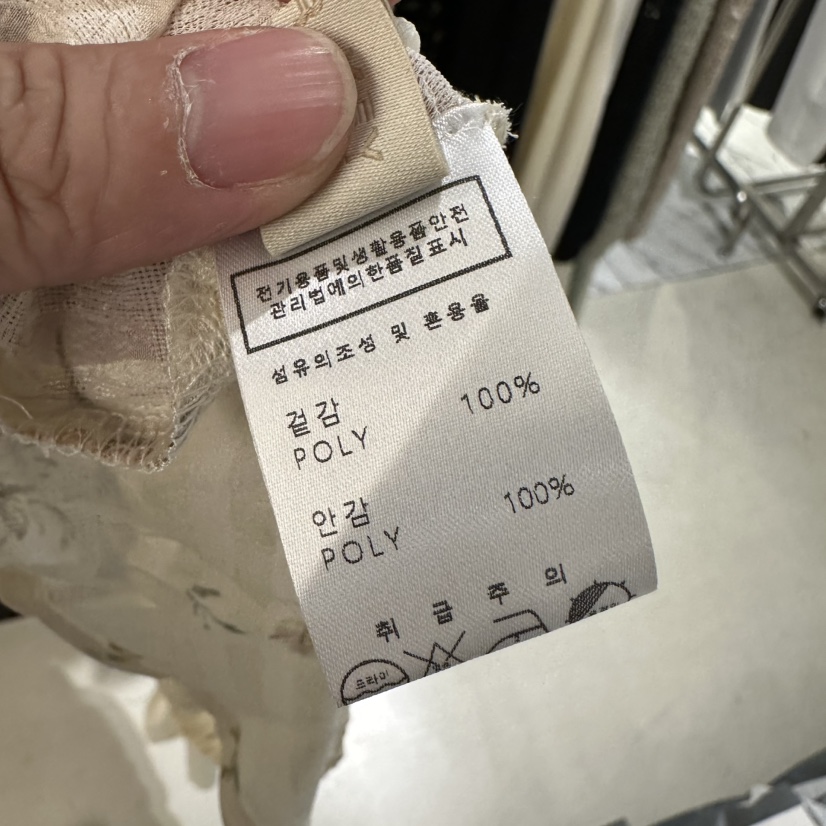 전기용품및생활용품안전
관리법에의한품질표시
섬유의조성 및 혼용율
겉감 100%
POLY
안감 100%
POLY
취급주의
드라이